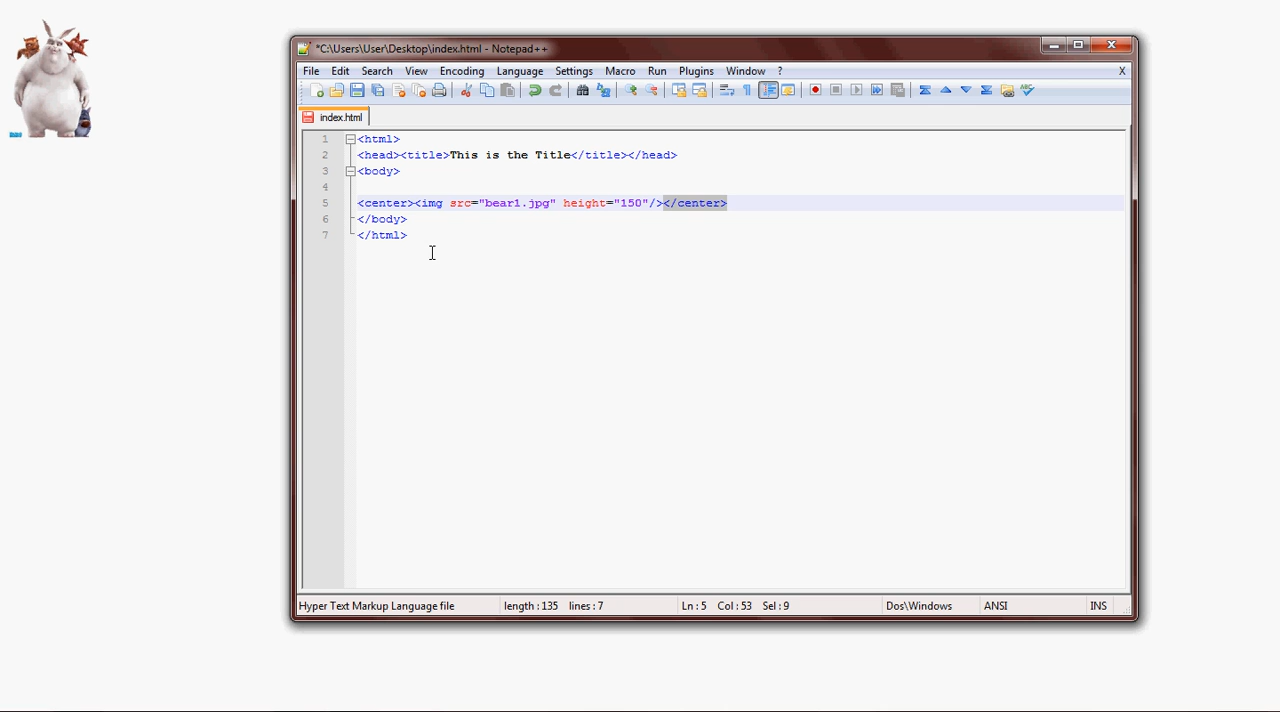 *C:\Users\User\Desktop\index.html - Notepad++
File Edit Search View Encoding Language Settings Macro Run Plugins Window ? X
index.html
1 <html>
2 <head><title>This is the Title</title></head>
3 <body>
4
5 <center><img src="bear1.jpg" height="150"/></center>
6 </body>
7 </html>
Hyper Text Markup Language file length : 135 lines : 7 Ln : 5 Col : 53 Sel : 9 Dos\Windows ANSI INS